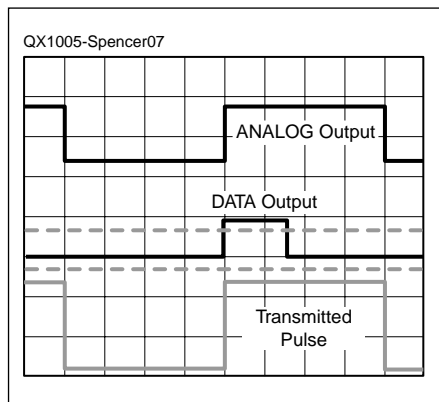 QX1005-Spencer07
ANALOG Output
DATA Output
Transmitted
Pulse